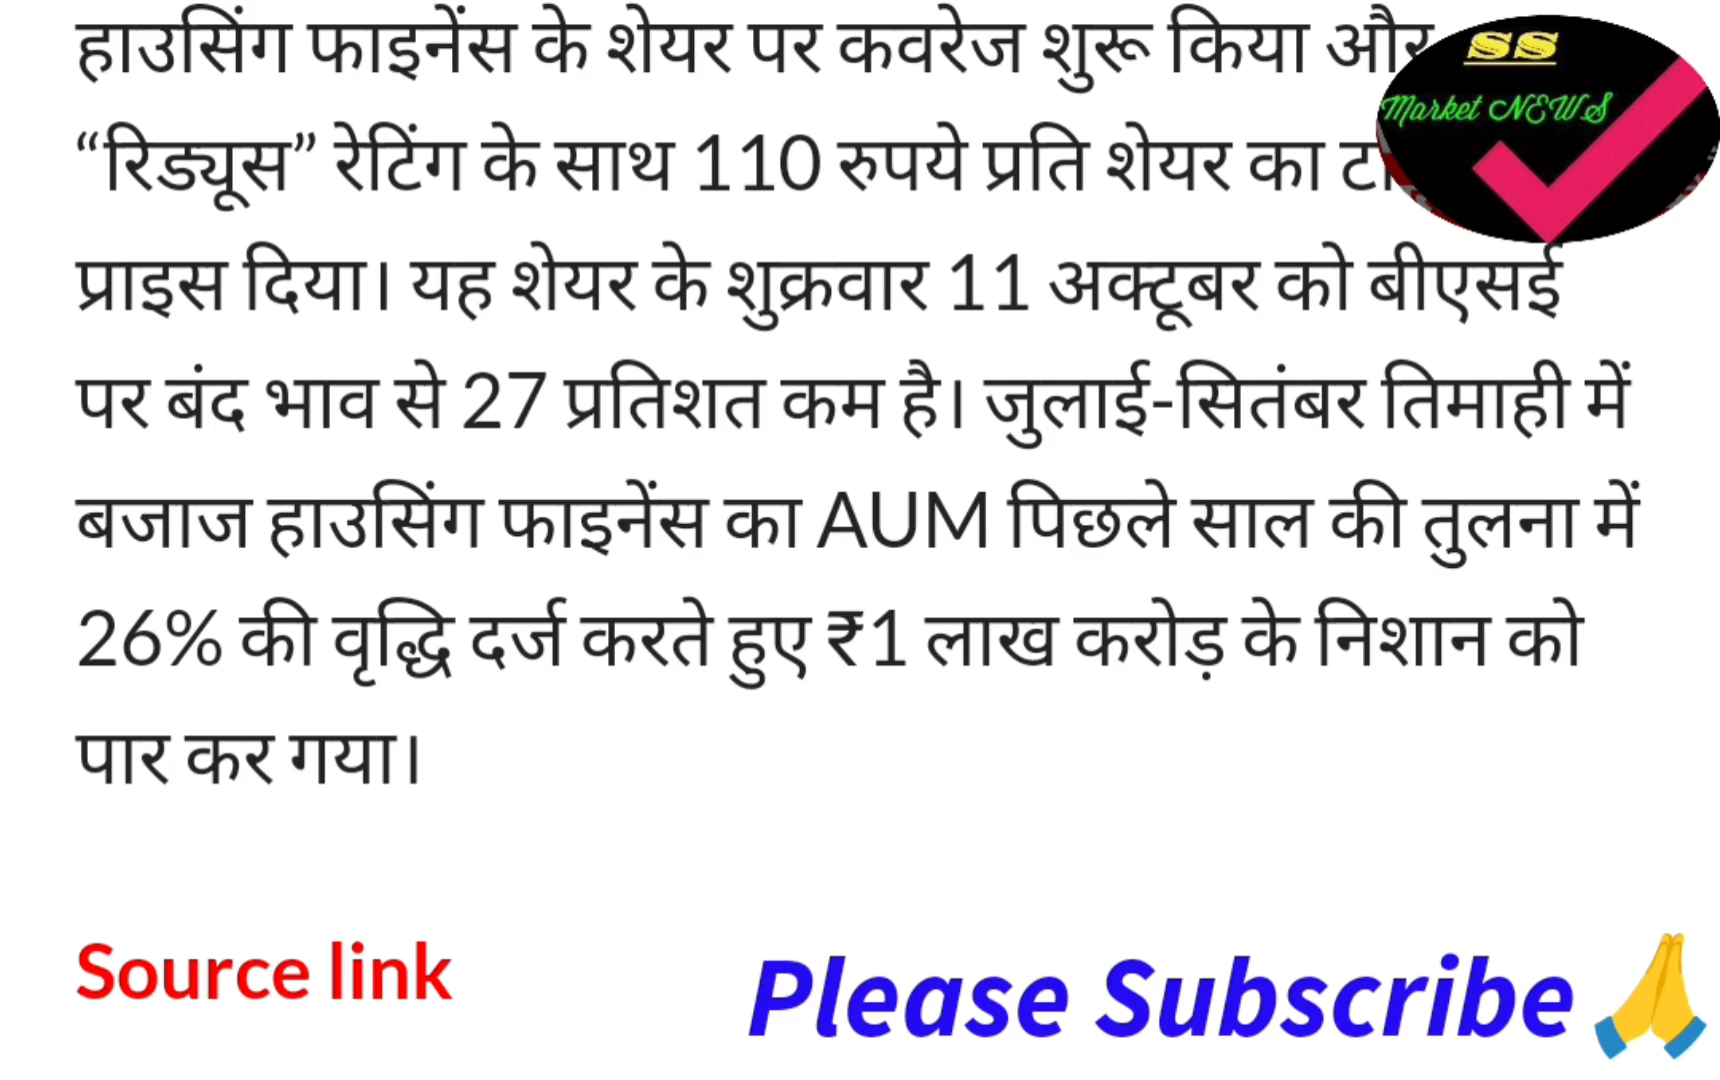 हाउसिंग फाइनेंस के शेयर पर कवरेज शुरू किया और
SS
Market NEWS
“रिड्यूस” रेटिंग के साथ 110 रुपये प्रति शेयर का
प्राइस दिया। यह शेयर के शुक्रवार 11 अक्टूबर को बीएसई
पर बंद भाव से 27 प्रतिशत कम है। जुलाई-सितंबर तिमाही में
बजाज हाउसिंग फाइनेंस का AUM पिछले साल की तुलना में
26% की वृद्धि दर्ज करते हुए ₹1 लाख करोड़ के निशान को
पार कर गया।
Source link
Please Subscribe